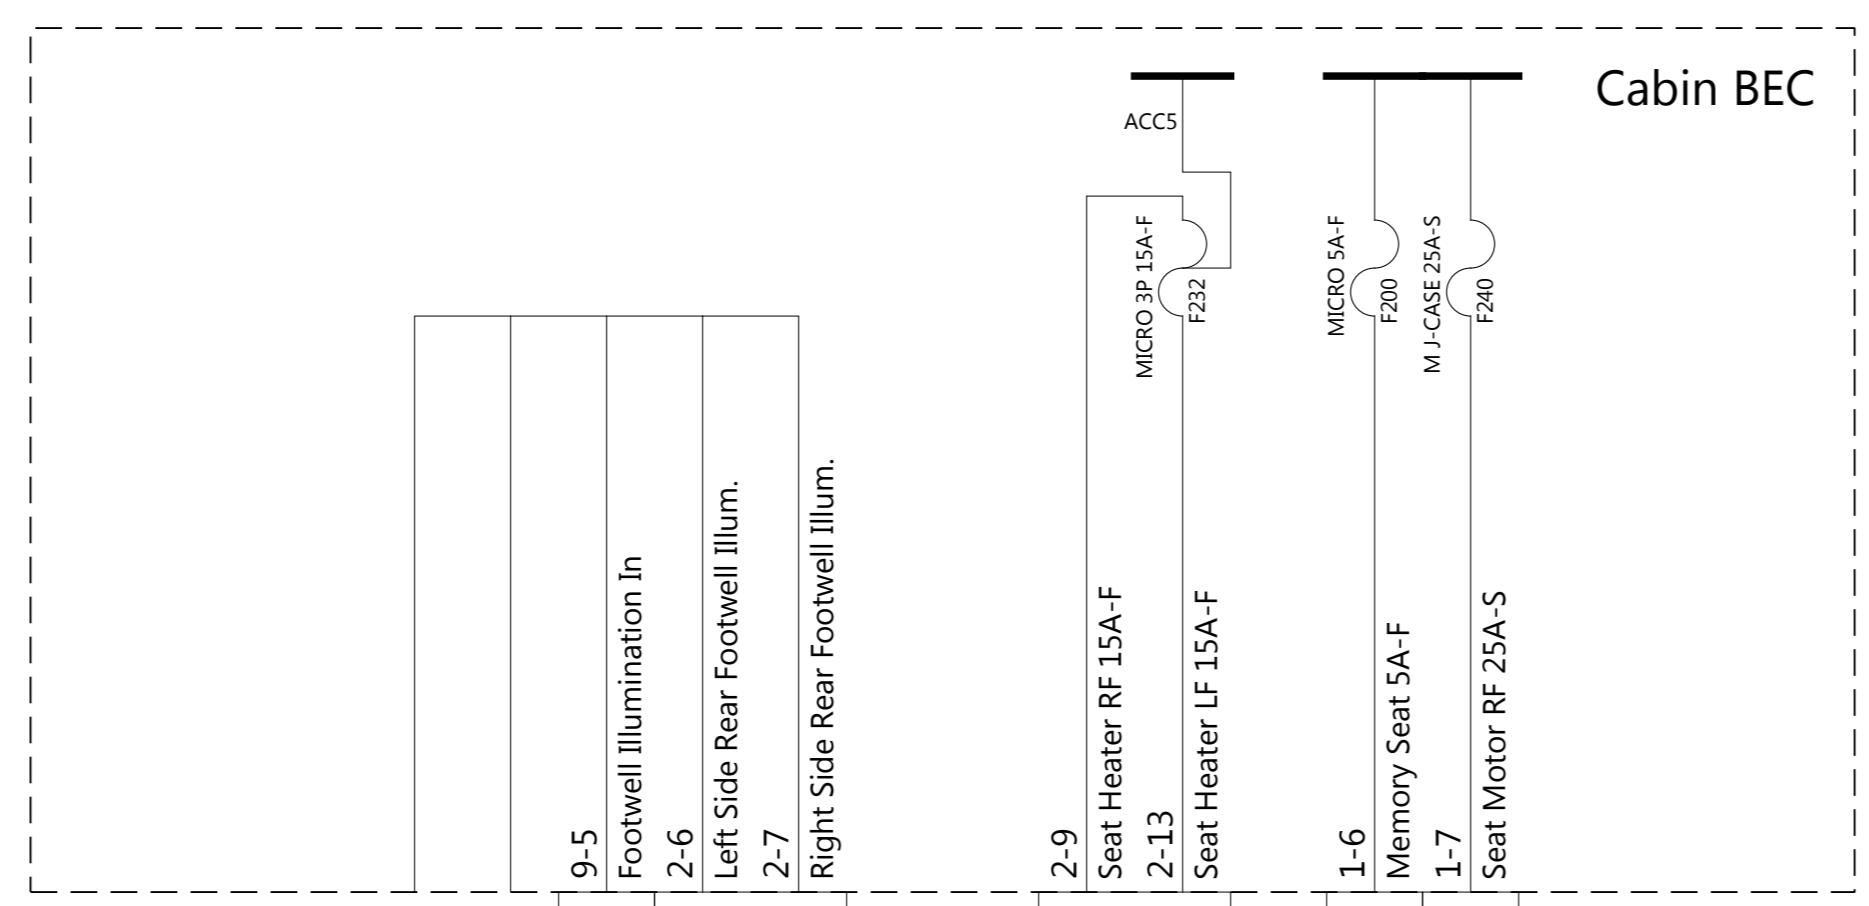 Cabin BEC
ACC5
MICRO 3P 15A-F
F232
MICRO 5A-F
F200
M J-CASE 25A-S
F240
9-5
Footwell Illumination In
2-6
Left Side Rear Footwell Illum.
2-7
Right Side Rear Footwell Illum.
2-9
Seat Heater RF 15A-F
2-13
Seat Heater LF 15A-F
1-6
Memory Seat 5A-F
1-7
Seat Motor RF 25A-S